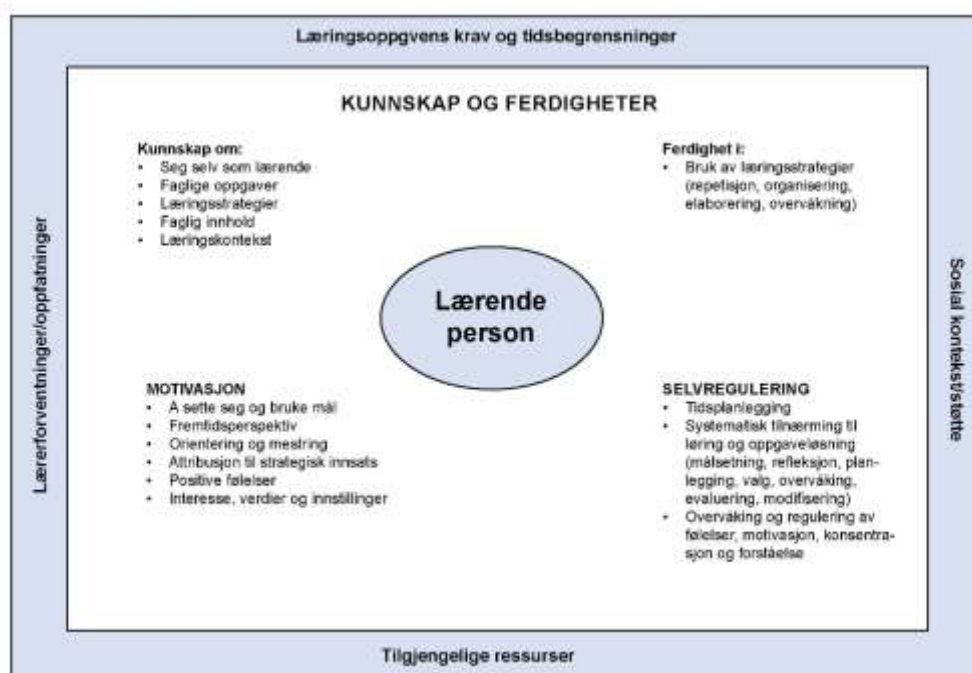 Læringsoppgvens krav og tidsbegrensninger
KUNNSKAP OG FERDIGHETER
Kunnskap om:
• Seg selv som lærende
• Faglige oppgaver
• Læringsstrategier
• Faglig innhold
• Læringskontekst
Ferdighet i:
• Bruk av læringsstrategier
(repetisjon, organisering,
elaborering, overvåkning)
Lærerforventninger/oppfatninger
Lærende
person
Sosial kontekst/støtte
MOTIVASJON
• A sette seg og bruke mål
• Fremtidsperspektiv
• Orientering og mestring
• Attribusjon til strategisk innsats
• Positive følelser
• Interesse, verdier og innstillinger
SELVREGULERING
• Tidsplanlegging
• Systematisk tilnærming til
løring og oppgaveløsning
(målsetning, refleksjon, plan-
legging, valg, overvåking,
evaluering, modifisering)
• Overvåking og regulering av
følelser, motivasjon, konsentra-
sjon og forståelse
Tilgjengelige ressurser